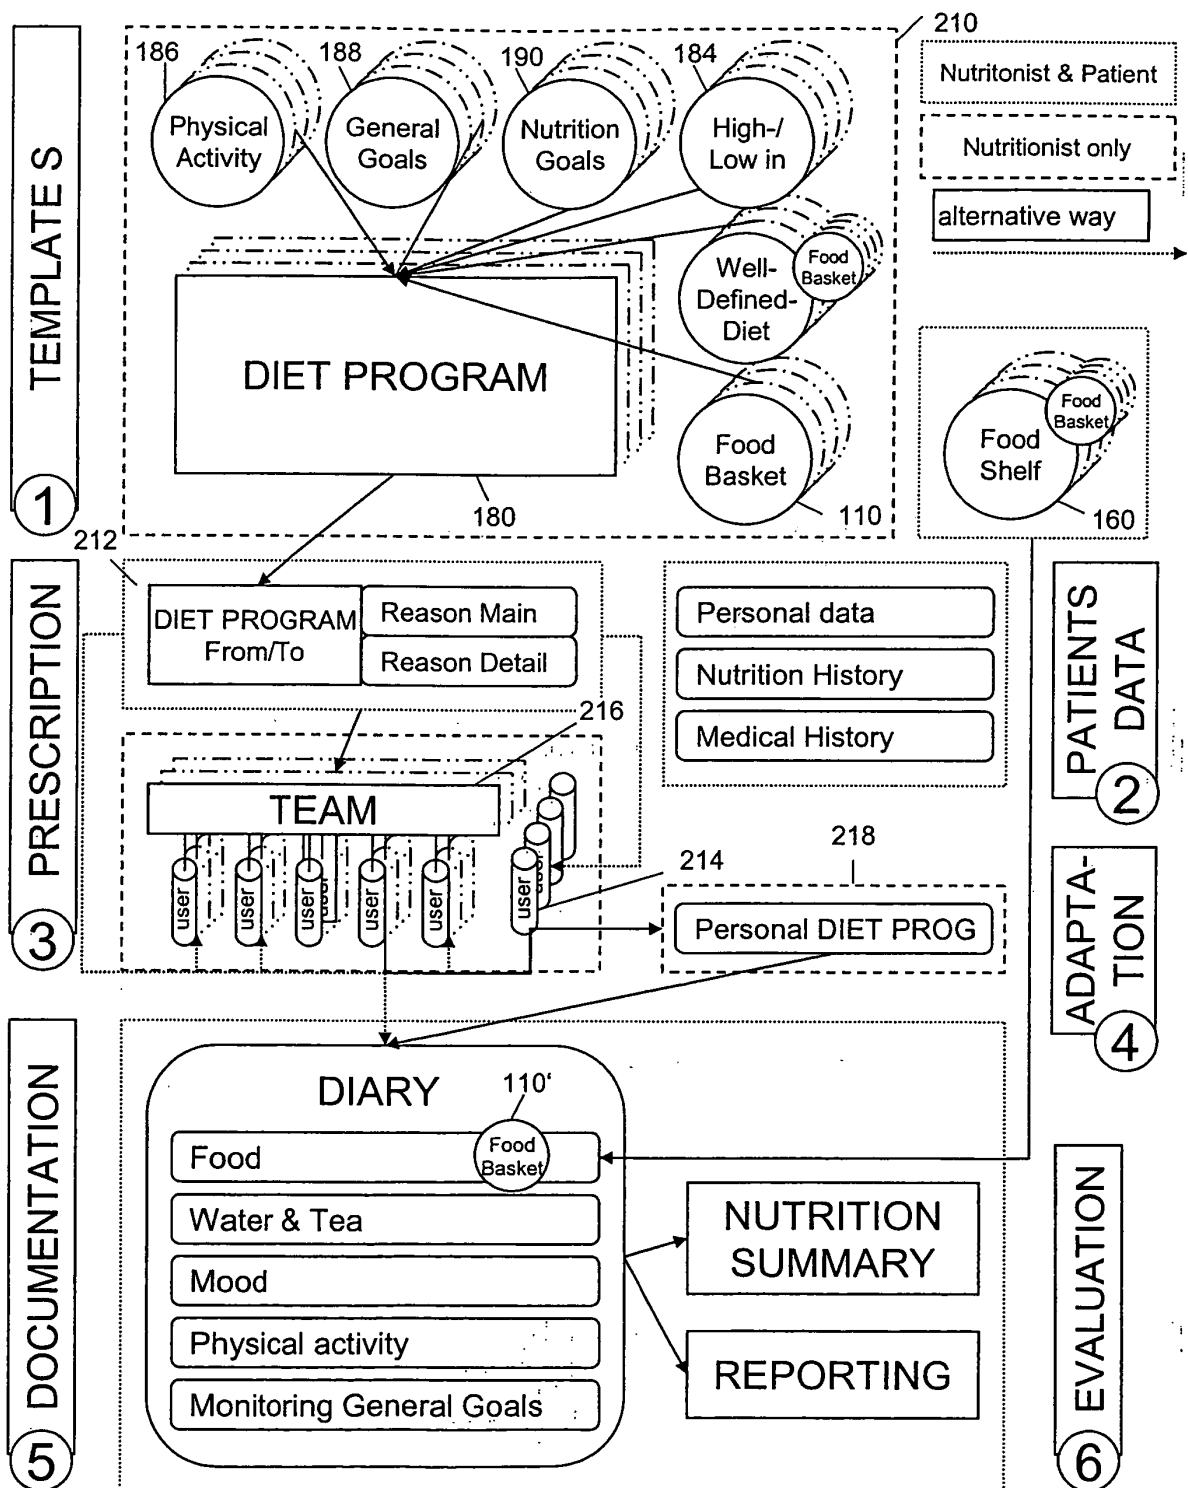 210
186
188
190
184
Physical
Activity
General
Goals
Nutrition
Goals
High-/
Low in
Nutritonist & Patient
Nutritionist only
alternative way
TEMPLATE S
1
DIET PROGRAM
Well-
Defined-
Diet
Food
Basket
Food
Basket
Food
Shelf
Food
Basket
180
110
160
212
PRESCRIPTION
3
DIET PROGRAM
From/To
Reason Main
Reason Detail
Personal data
Nutrition History
Medical History
PATIENTS
DATA
2
216
TEAM
user
user
user
user
user
user
214
218
Personal DIET PROG
ADAPTA-
TION
4
DOCUMENTATION
5
DIARY
110'
Food
Food
Basket
Water & Tea
Mood
Physical activity
Monitoring General Goals
NUTRITION
SUMMARY
REPORTING
EVALUATION
6